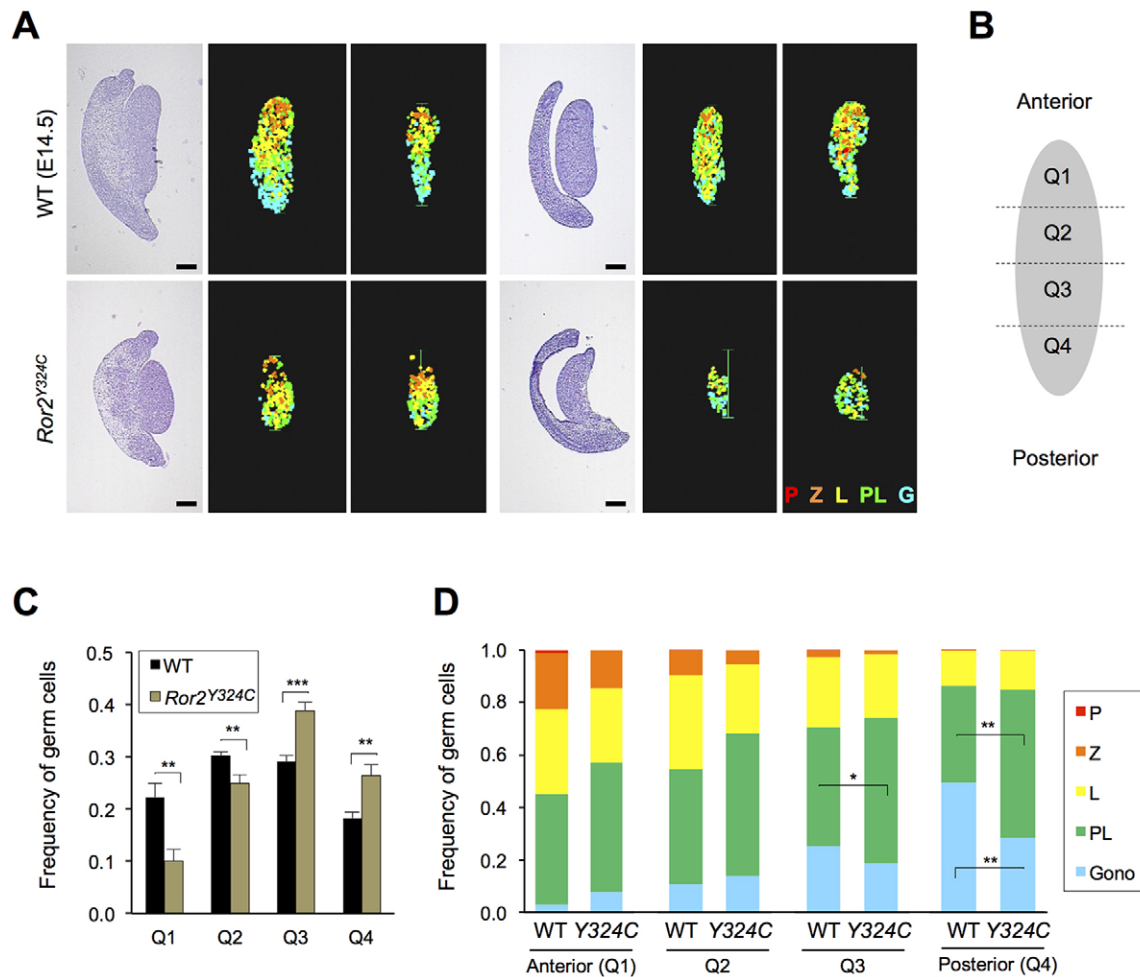 A
WT (E14.5)
Ror2Y324C
P Z L PL G
B
Anterior
Q1
Q2
Q3
Q4
Posterior
C
Frequency of germ cells
0.5
0.4
0.3
0.2
0.1
0.0
WT
Ror2Y324C
**
**
***
**
Q1 Q2 Q3 Q4
D
Frequency of germ cells
1.0
0.8
0.6
0.4
0.2
0.0
*
**
**
WT Y324C WT Y324C WT Y324C WT Y324C
Anterior (Q1) Q2 Q3 Posterior (Q4)
P
Z
L
PL
Gono